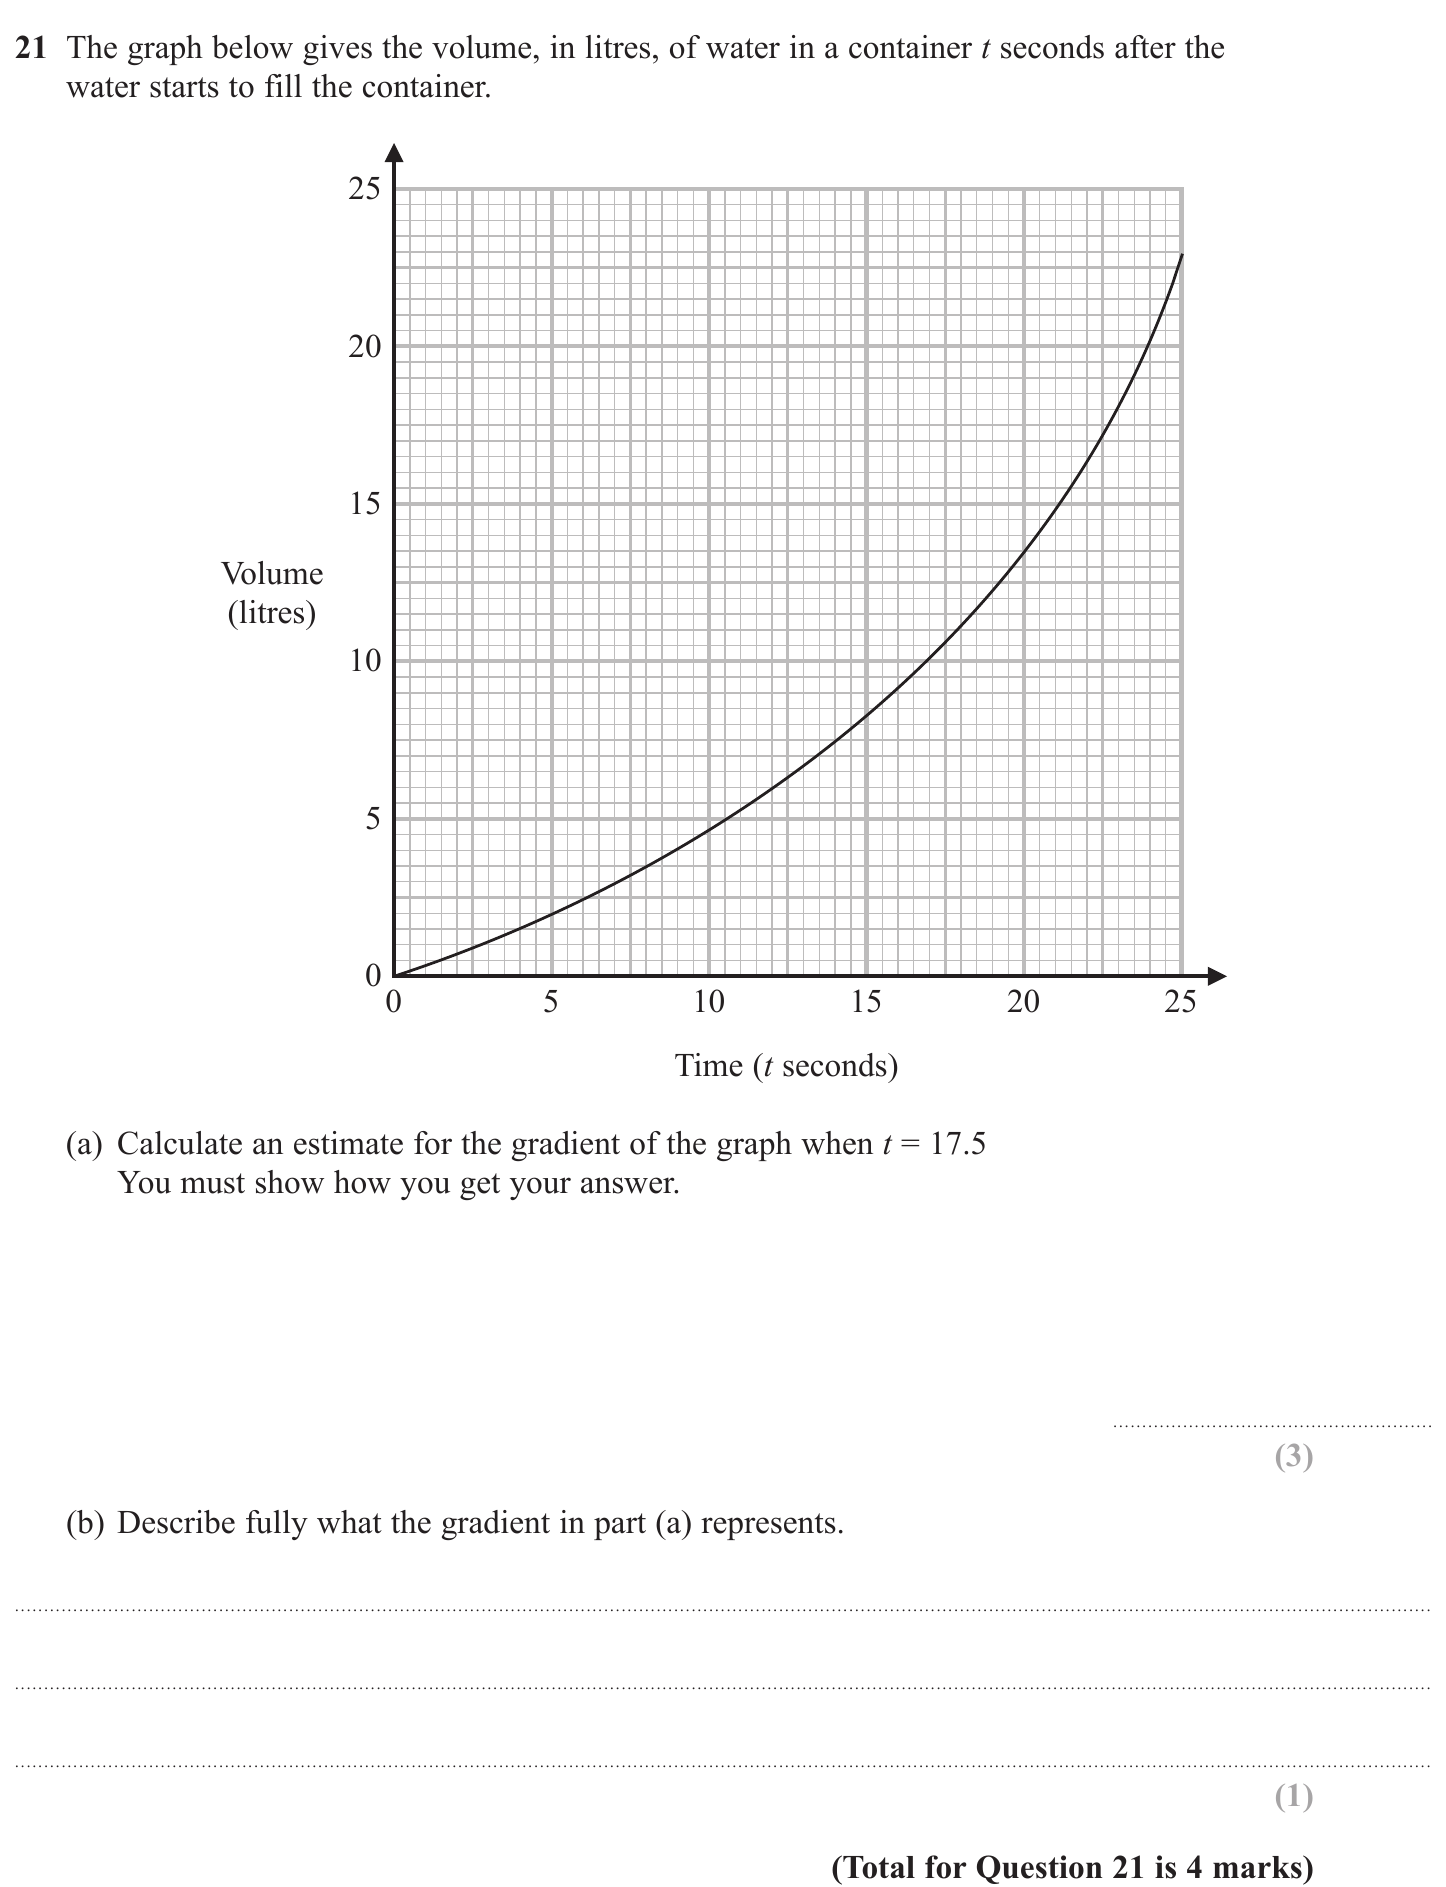 21 The graph below gives the volume, in litres, of water in a container t seconds after the
water starts to fill the container.
25
20
15
Volume
(litres)
10
5
0
0 5 10 15 20 25
Time (t seconds)
(a) Calculate an estimate for the gradient of the graph when t = 17.5
You must show how you get your answer.
(3)
(b) Describe fully what the gradient in part (a) represents.
(1)
(Total for Question 21 is 4 marks)